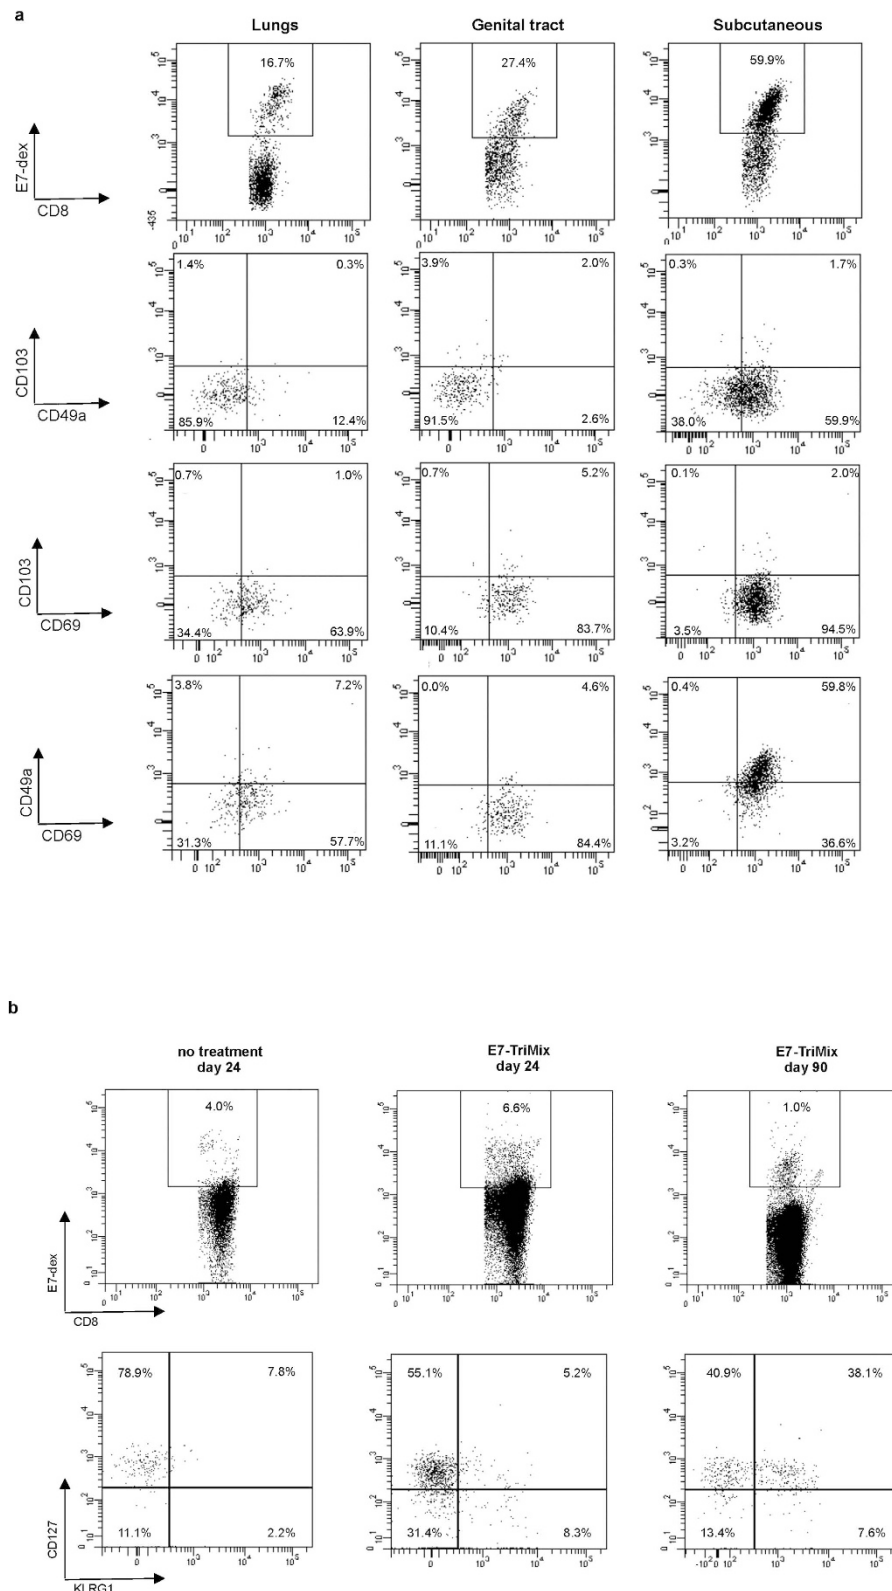 a
Lungs Genital tract Subcutaneous
16.7% 27.4% 59.9%
E7-dex
CD8
1.4% 0.3% 3.9% 2.0% 0.3% 1.7%
CD103
CD49a
85.9% 12.4% 91.5% 2.6% 38.0% 59.9%
0.7% 1.0% 0.7% 5.2% 0.1% 2.0%
CD103
CD69
34.4% 63.9% 10.4% 83.7% 3.5% 94.5%
3.8% 7.2% 0.0% 4.6% 0.4% 59.8%
CD49a
CD69
31.3% 57.7% 11.1% 84.4% 3.2% 36.6%
b
no treatment E7-TriMix E7-TriMix
day 24 day 24 day 90
4.0% 6.6% 1.0%
E7-dex
CD8
78.9% 7.8% 55.1% 5.2% 40.9% 38.1%
CD127
11.1% 2.2% 31.4% 8.3% 13.4% 7.6%
KLRG1